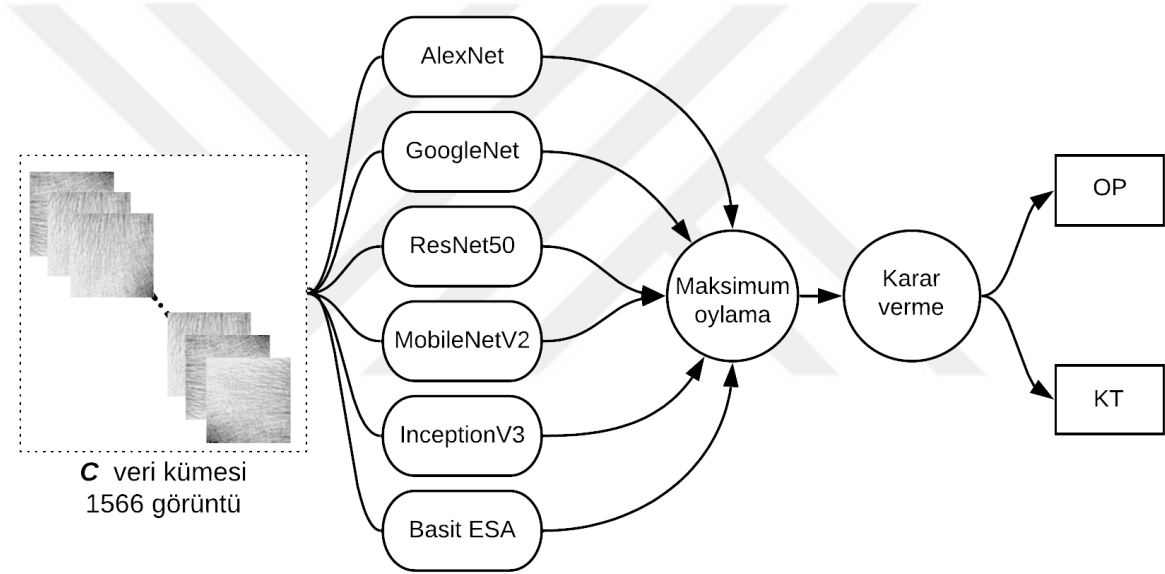 AlexNet
GoogleNet
ResNet50
MobileNetV2
InceptionV3
Basit ESA
C veri kümesi
1566 görüntü
Maksimum
oylama
Karar
verme
OP
KT